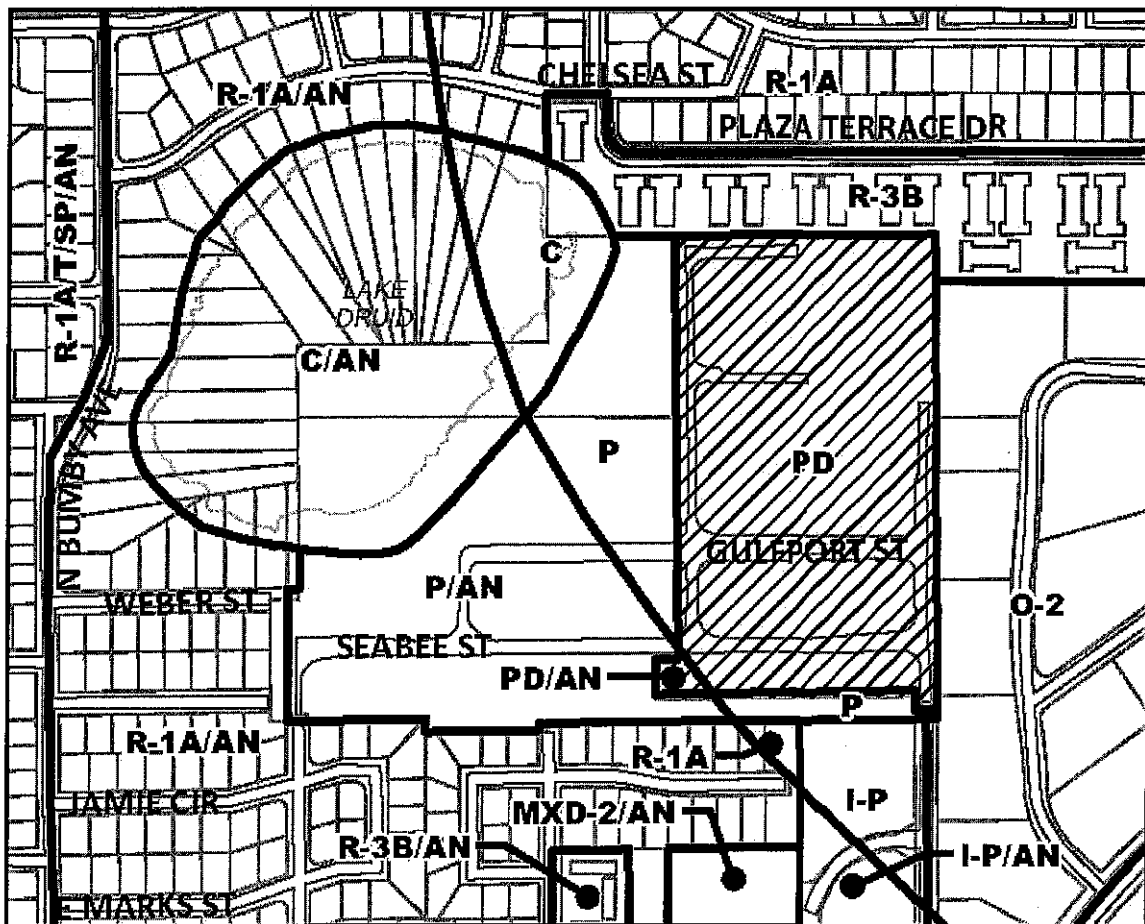 CHELSEA ST
R-1A
R-1A/AN
PLAZA TERRACE DR
R-1A/T/SP/AN
R-3B
C
LAKE
DRUID
C/AN
N BUMBY AVE
P
PD
GULFPORT ST
P/AN
WEBER ST
O-2
SEABEE ST
PD/AN
P
R-1A/AN
R-1A
JAMIE CIR
I-P
MXD-2/AN
R-3B/AN
I-P/AN
E MARKS ST